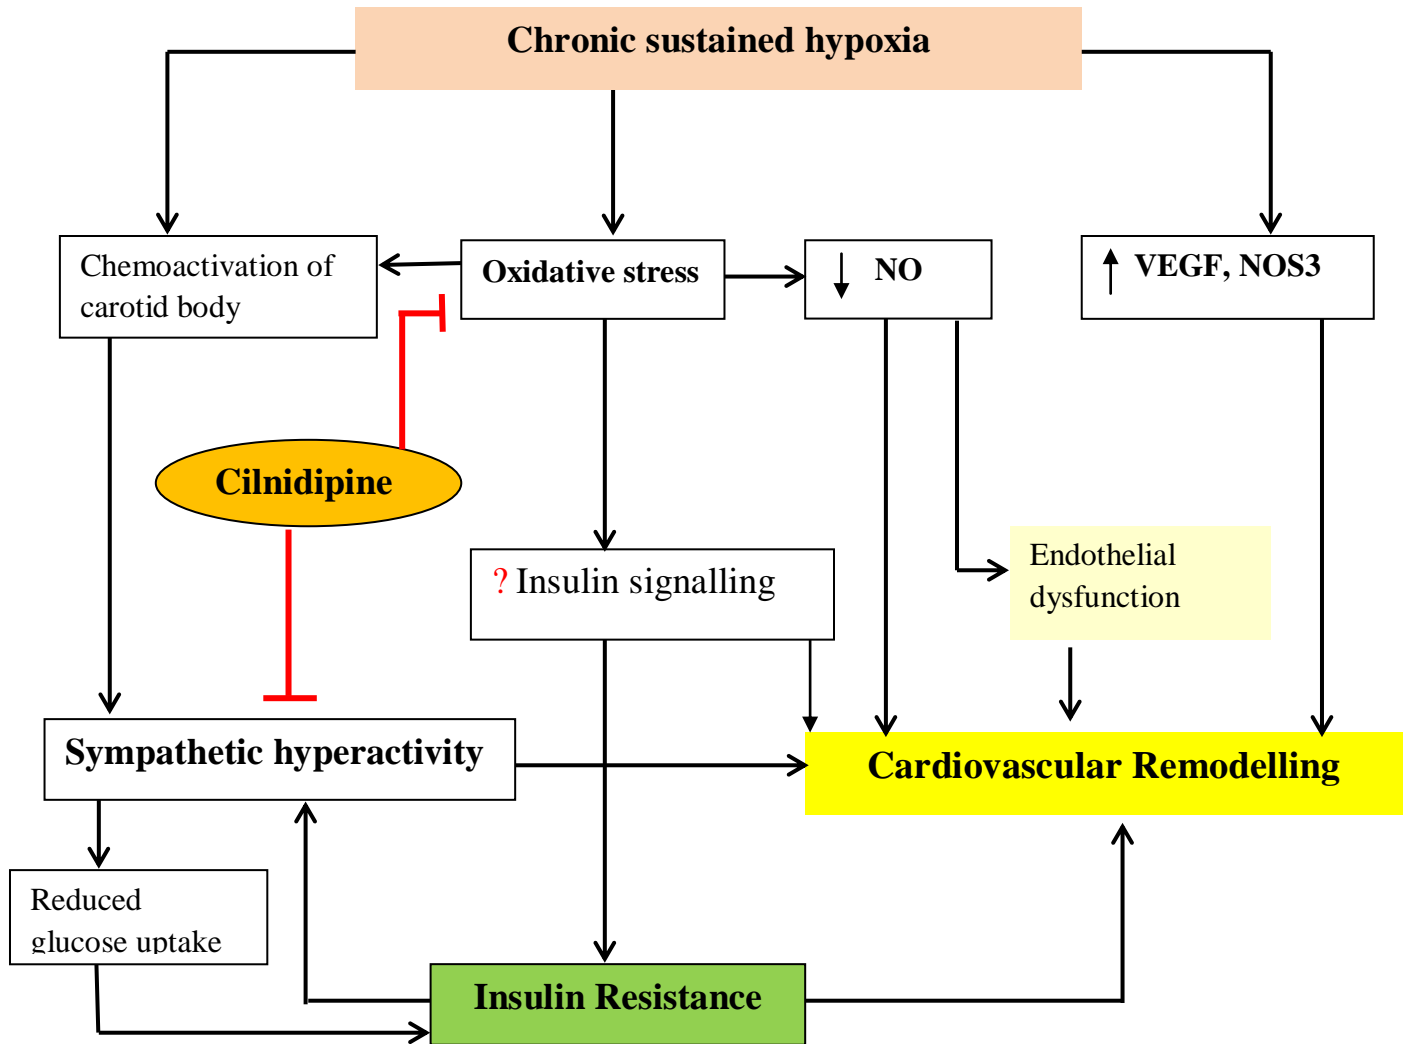 Chronic sustained hypoxia
Chemoactivation of
carotid body
Oxidative stress
↓ NO
↑ VEGF, NOS3
Cilnidipine
? Insulin signalling
Endothelial
dysfunction
Sympathetic hyperactivity
Cardiovascular Remodelling
Reduced
glucose uptake
Insulin Resistance